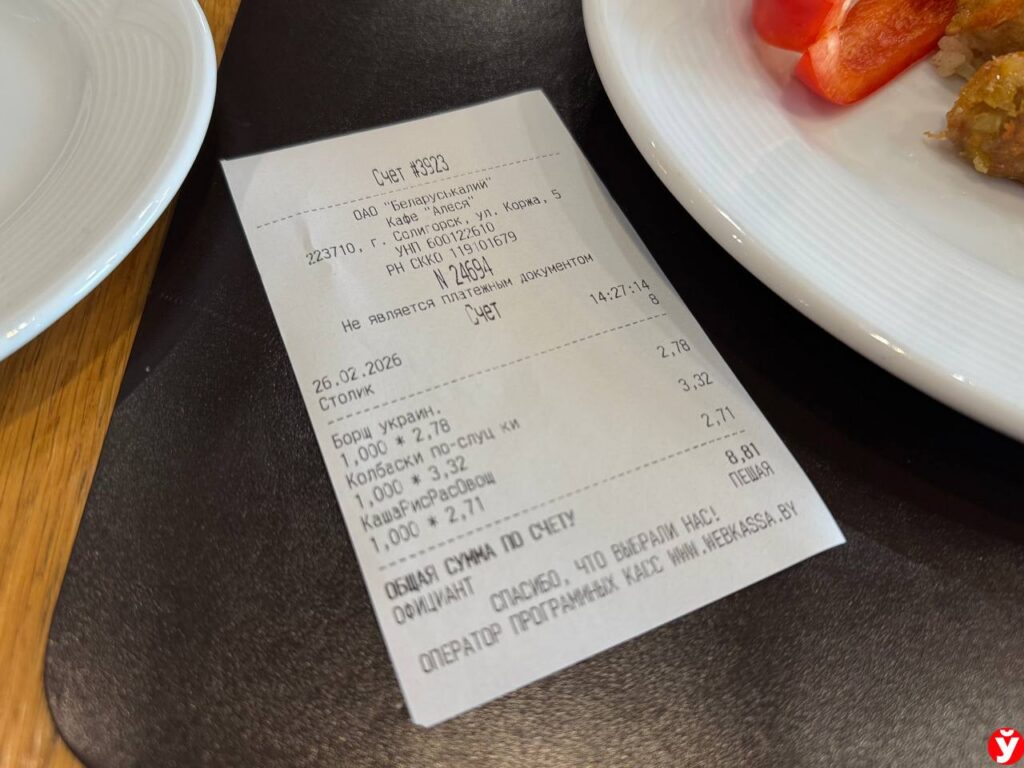 Счет #3923
ОАО "Беларуськалий"
Кафе "Алеся"
223710, г. Солигорск, ул. Коржа, 5
УНП 600122610
РН СККО 119101679
N 24694
Не является платежным документом
Счет
26.02.2026 14:27:14
Столик 8
Борщ украин.
1,000 * 2,78 2,78
Колбаски по-слуцки
1,000 * 3,32 3,32
КашаРисРасОвощ
1,000 * 2,71 2,71
ОБЩАЯ СУММА ПО СЧЕТУ 8,81
ОФИЦИАНТ ПЕШАЯ
СПАСИБО, ЧТО ВЫБРАЛИ НАС!
ОПЕРАТОР ПРОГРАММНЫХ КАСС WWW.WEBKASSA.BY
Ў